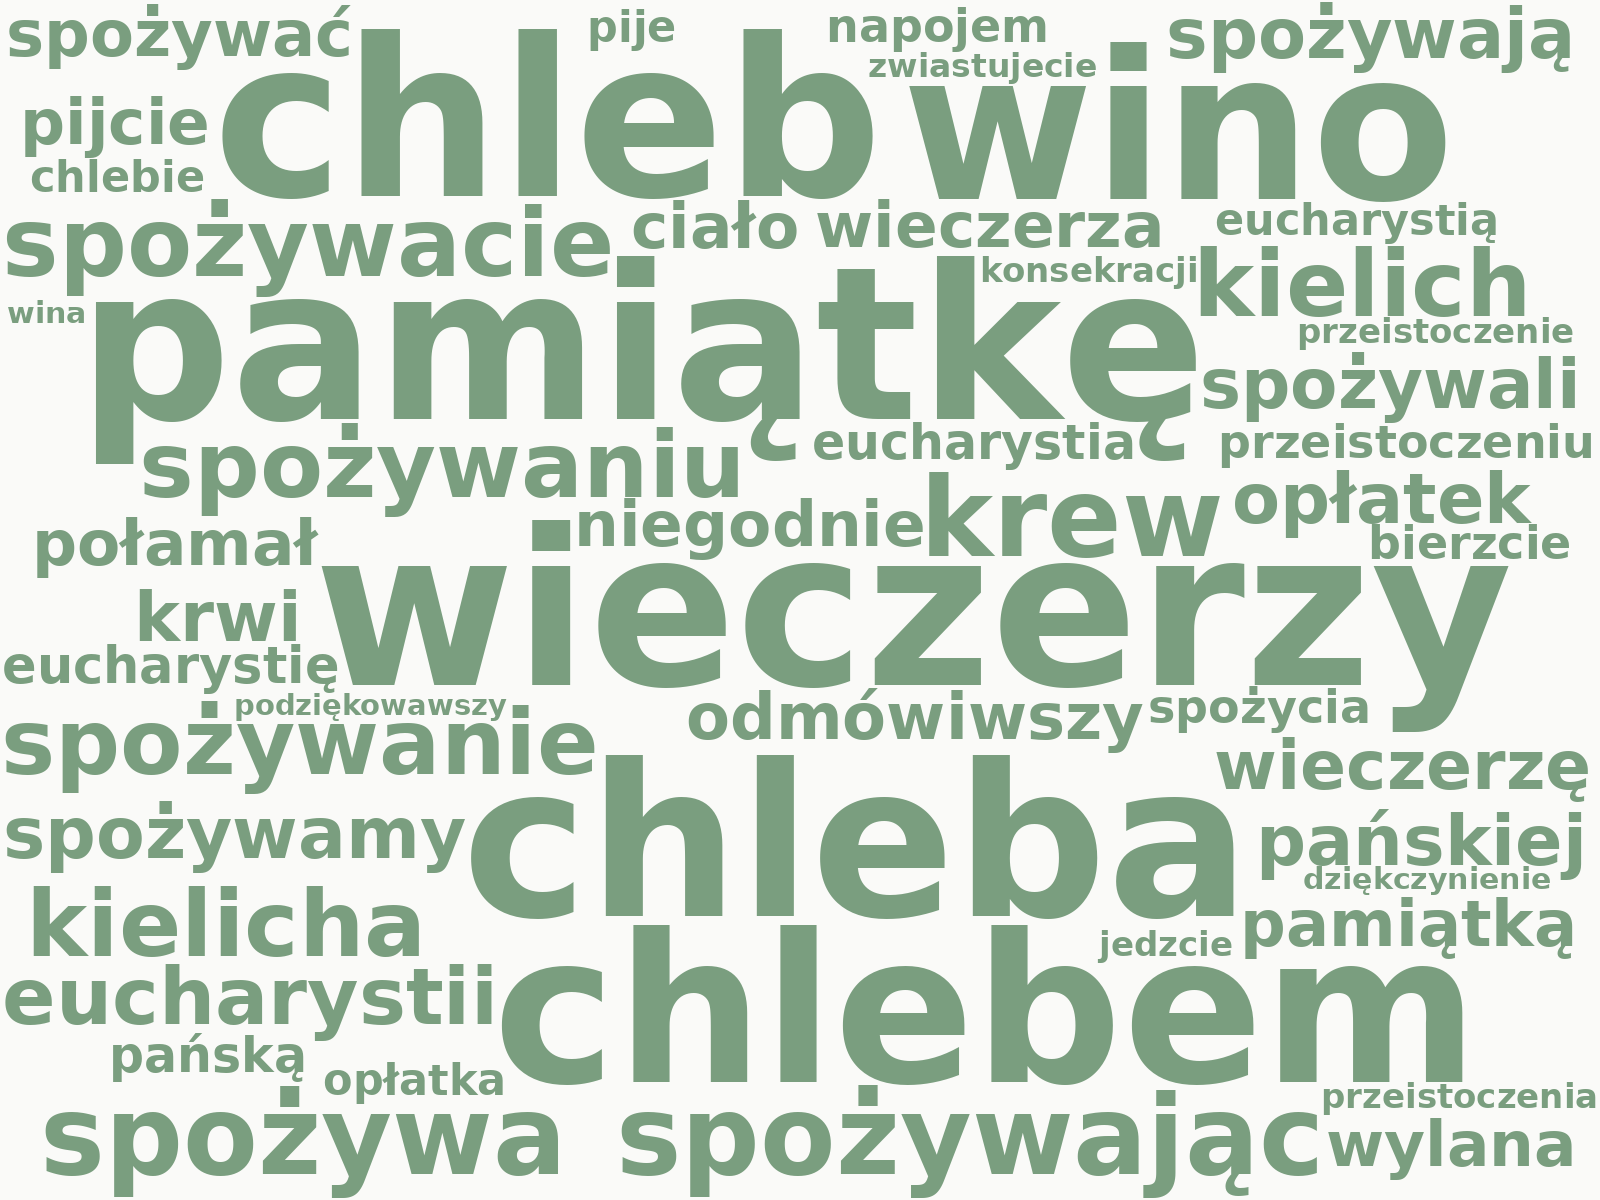 spożywać
pije
napojem
spożywają
zwiastujecie
chleb
wino
pijcie
chlebie
spożywacie
ciało
wieczerza
eucharystią
konsekracji
kielich
wina
pamiątkę
przeistoczenie
spożywali
spożywaniu
eucharystia
przeistoczeniu
połamał
niegodnie
krew
opłatek
bierzcie
krwi
wieczerzy
eucharystię
podziękowawszy
spożywanie
odmówiwszy
spożycia
wieczerzę
spożywamy
chleba
pańskiej
dziękczynienie
kielicha
jedzcie
pamiątką
eucharystii
chlebem
pańską
opłatka
przeistoczenia
spożywa
spożywając
wylana